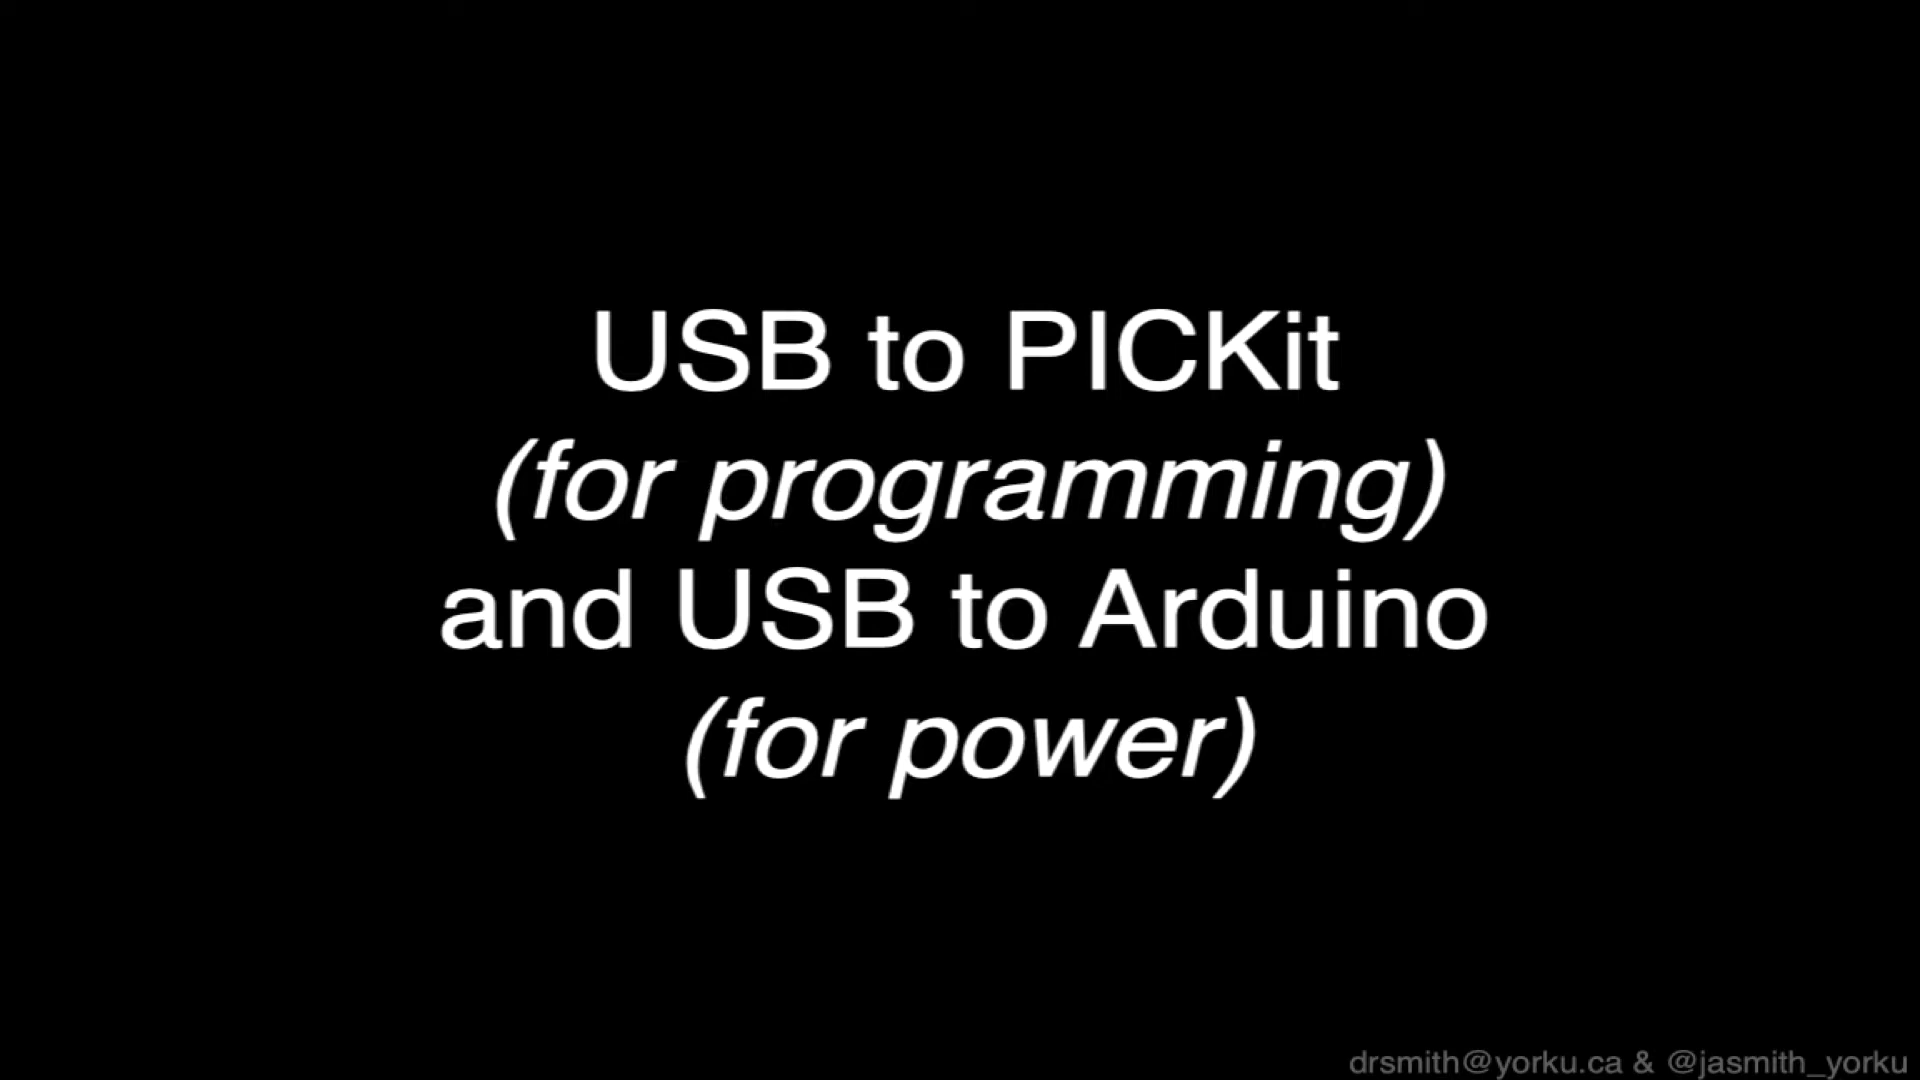 USB to PICKit
(for programming)
and USB to Arduino
(for power)
drsmith@yorku.ca & @jasmith_yorku